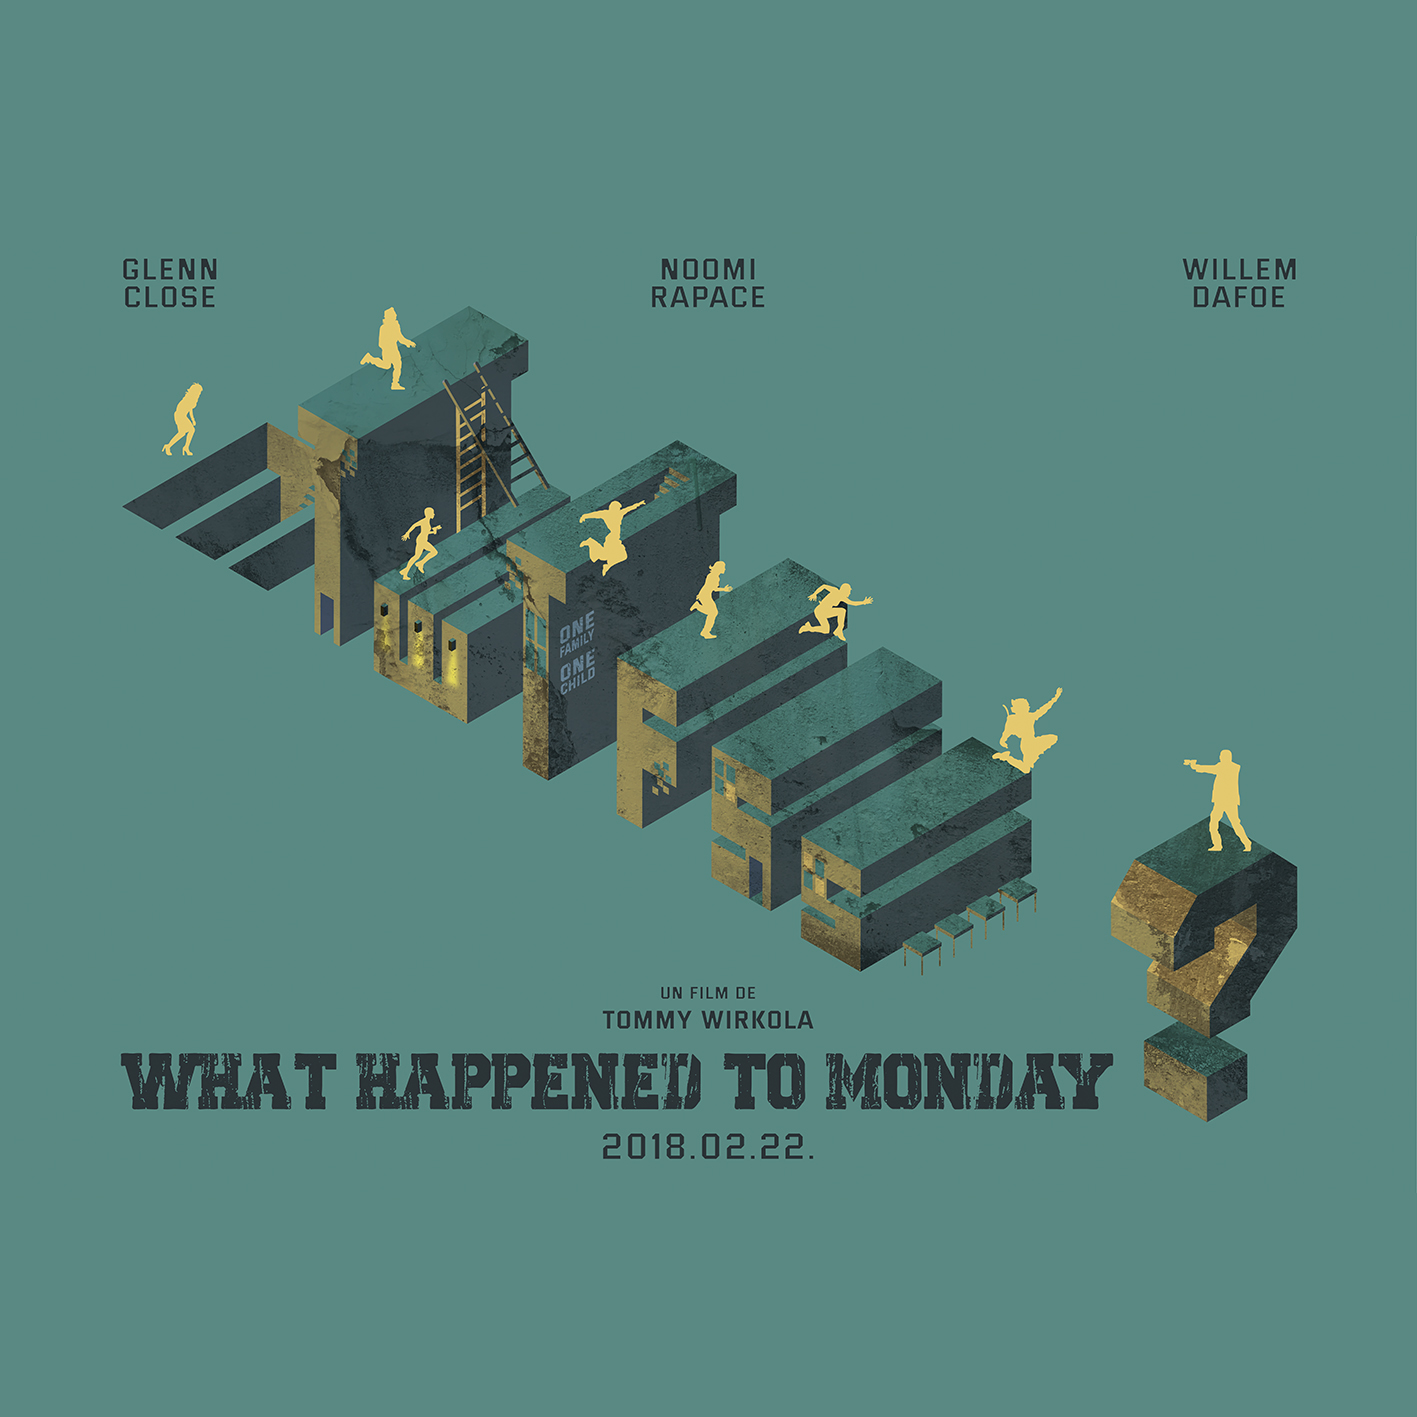 GLENN
CLOSE
NOOMI
RAPACE
WILLEM
DAFOE
M
T
W
T
F
S
S
?
ONE
FAMILY
ONE
CHILD
UN FILM DE
TOMMY WIRKOLA
WHAT HAPPENED TO MONDAY
2018.02.22.